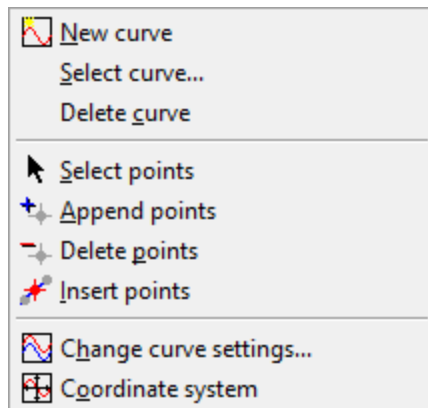 New curve
Select curve...
Delete curve
Select points
Append points
Delete points
Insert points
Change curve settings...
Coordinate system